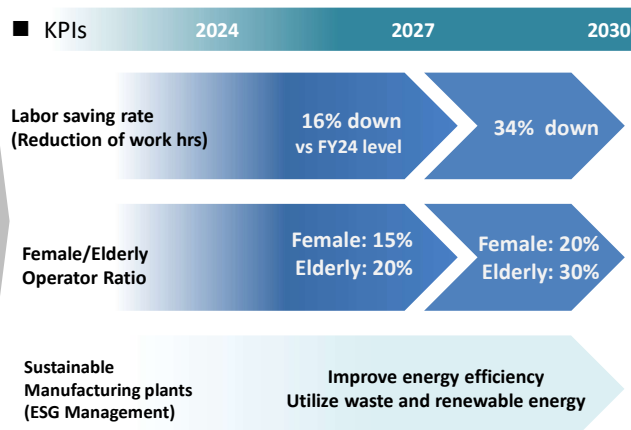 ■ KPIs 2024 2027 2030
Labor saving rate
(Reduction of work hrs)
16% down
vs FY24 level
34% down
Female/Elderly
Operator Ratio
Female: 15%
Elderly: 20%
Female: 20%
Elderly: 30%
Sustainable
Manufacturing plants
(ESG Management)
Improve energy efficiency
Utilize waste and renewable energy